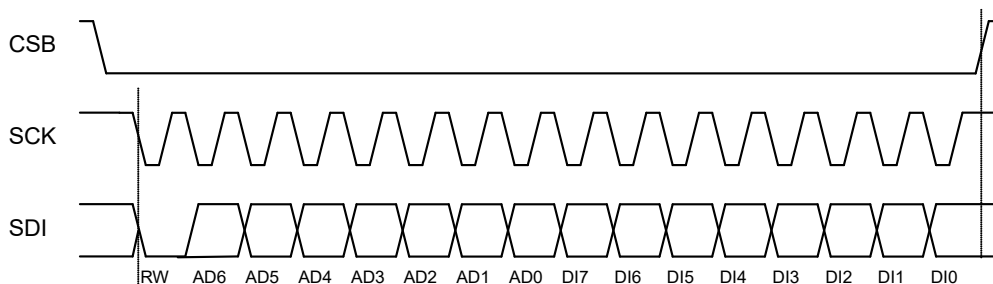 CSB
SCK
SDI
RW AD6 AD5 AD4 AD3 AD2 AD1 AD0 DI7 DI6 DI5 DI4 DI3 DI2 DI1 DI0